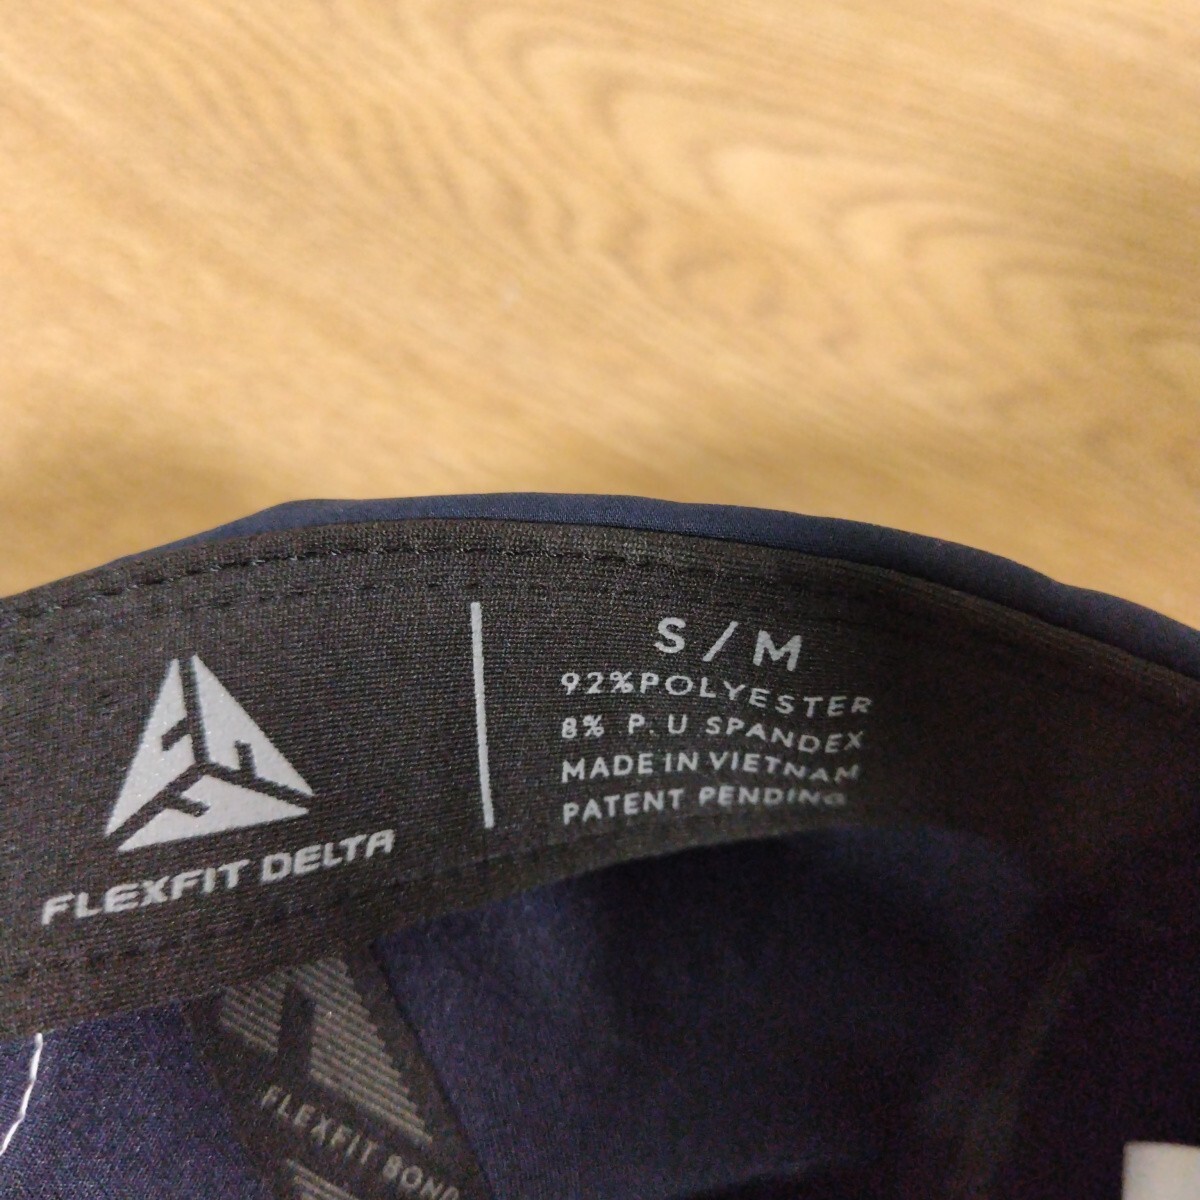 S/M
92%POLYESTER
8% P.U SPANDEX
MADE IN VIETNAM
PATENT PENDING
FLEXFIT DELTA
FLEXFIT BOND